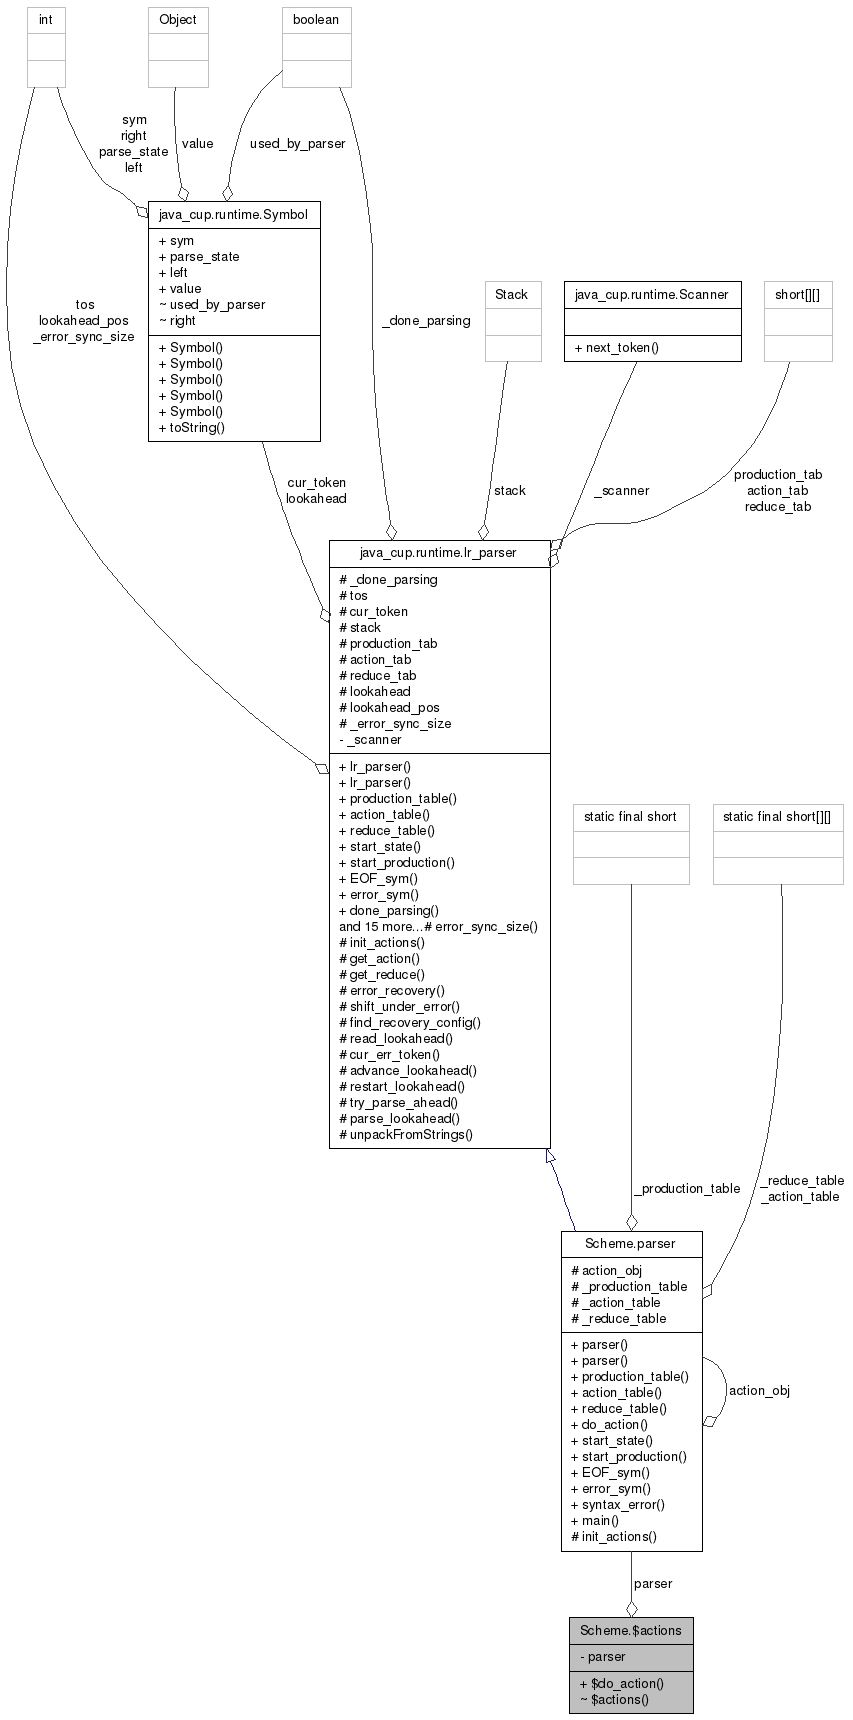 int
Object
boolean
sym
right
parse_state
left
value
used_by_parser
java_cup.runtime.Symbol
+ sym
+ parse_state
+ left
+ value
~ used_by_parser
~ right
+ Symbol()
+ Symbol()
+ Symbol()
+ Symbol()
+ Symbol()
+ toString()
tos
lookahead_pos
_error_sync_size
_done_parsing
Stack
java_cup.runtime.Scanner
+ next_token()
short[][]
cur_token
lookahead
stack
_scanner
production_tab
action_tab
reduce_tab
java_cup.runtime.lr_parser
# _done_parsing
# tos
# cur_token
# stack
# production_tab
# action_tab
# reduce_tab
# lookahead
# lookahead_pos
# _error_sync_size
- _scanner
+ lr_parser()
+ lr_parser()
+ production_table()
+ action_table()
+ reduce_table()
+ start_state()
+ start_production()
+ EOF_sym()
+ error_sym()
+ done_parsing()
and 15 more...# error_sync_size()
# init_actions()
# get_action()
# get_reduce()
# error_recovery()
# shift_under_error()
# find_recovery_config()
# read_lookahead()
# cur_err_token()
# advance_lookahead()
# restart_lookahead()
# try_parse_ahead()
# parse_lookahead()
# unpackFromStrings()
static final short
static final short[][]
_production_table
_reduce_table
_action_table
Scheme.parser
# action_obj
# _production_table
# _action_table
# _reduce_table
+ parser()
+ parser()
+ production_table()
+ action_table()
+ reduce_table()
+ do_action()
+ start_state()
+ start_production()
+ EOF_sym()
+ error_sym()
+ syntax_error()
+ main()
# init_actions()
action_obj
parser
Scheme.$actions
- parser
+ $do_action()
~ $actions()